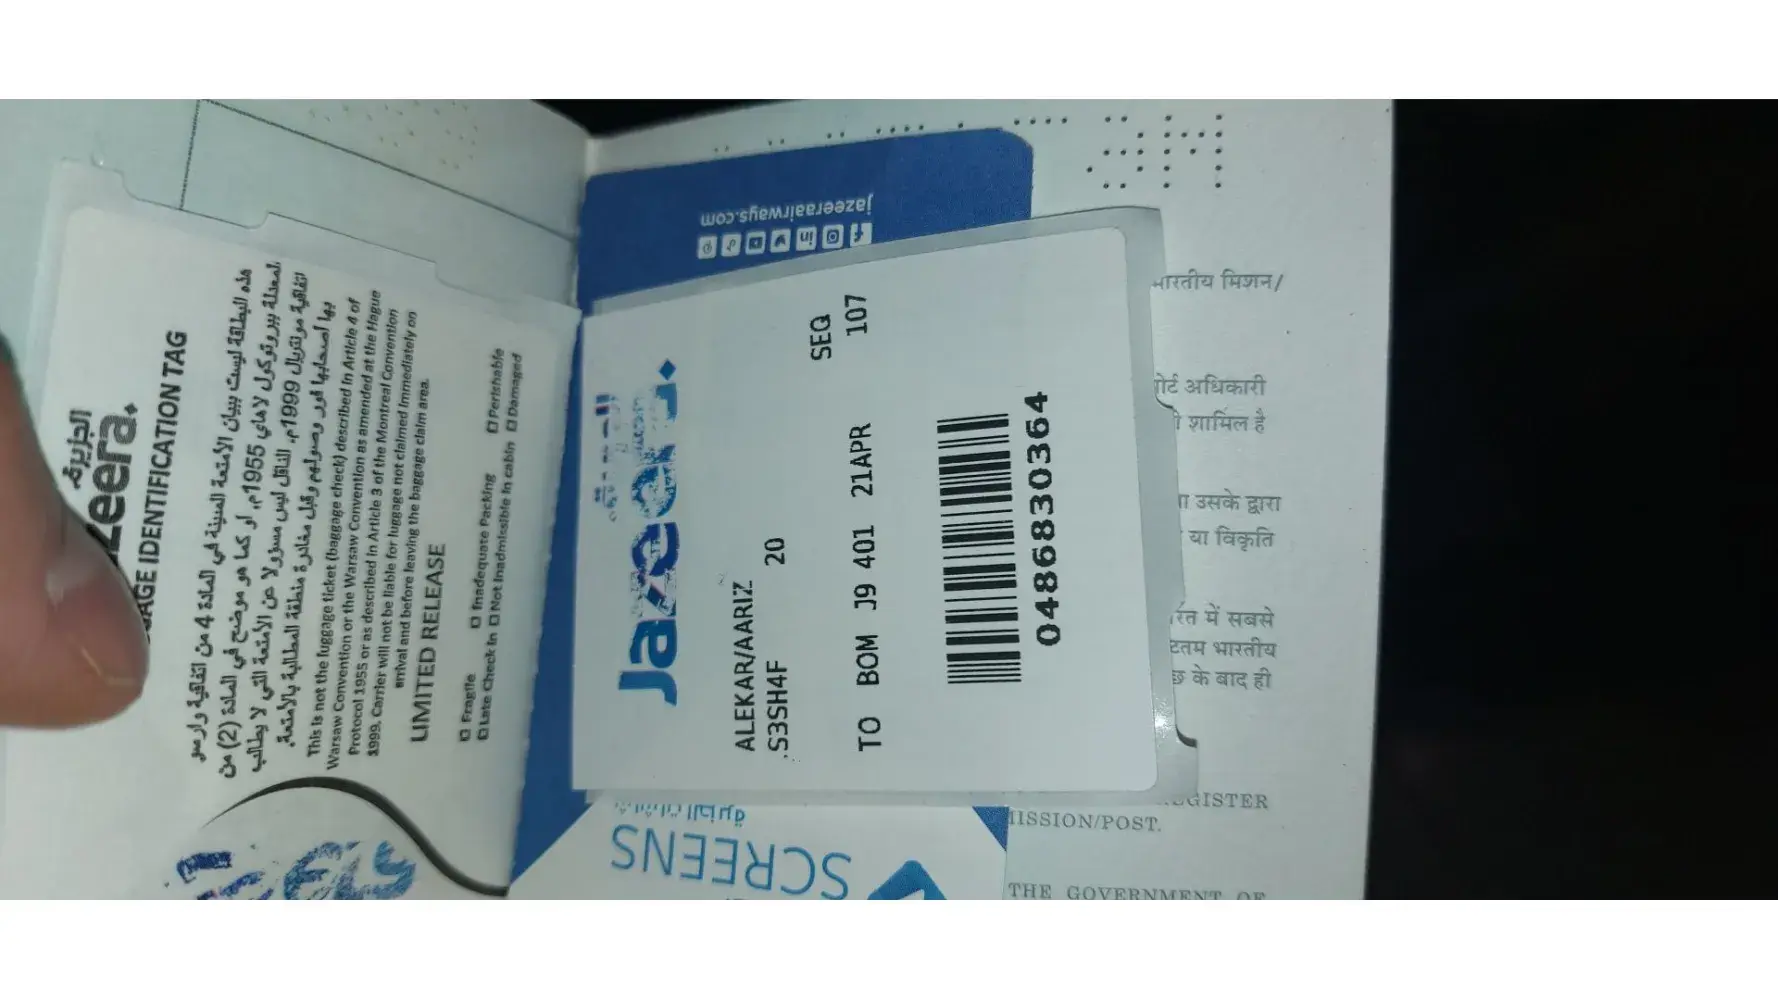 الجزيرة
IDENTIFICATION TAG
هذه البطاقة ليست ببيان الأمتعة المبينة في المادة 4 من اتفاقية وارسو
المعدلة ببروتوكول لاهاي 1955م، أو كما هو موضح في المادة (2) من
اتفاقية مونتريال 1999م. الناقل ليس مسؤولا عن الأمتعة التي لا يطالب
بها أصحابها فور وصولهم وقبل مغادرة منطقة المطالبة بالأمتعة.
This is not the luggage ticket (baggage check) described in Article 4 of
Warsaw Convention or the Warsaw Convention as amended at the Hague
Protocol 1955 or as described in Article 3 of the Montreal Convention
1999. Carrier will not be liable for luggage not claimed immediately on
arrival and before leaving the baggage claim area.
LIMITED RELEASE
Fragile Inadequate Packing Perishable
Late Check In Not Inadmissible In cabin Damaged
jazeeraairways.com
الجزيرة
Jazeera
ALEKAR/AARIZ
.S3SH4F 20 SEQ
TO BOM J9 401 21APR 107
0486830364
SCREENS
भारतीय मिशन/
अधिकारी
शामिल है
उसके द्वारा
या विकृति
में सबसे
भारतीय
के बाद ही
REGISTER
MISSION/POST.
THE GOVERNMENT OF